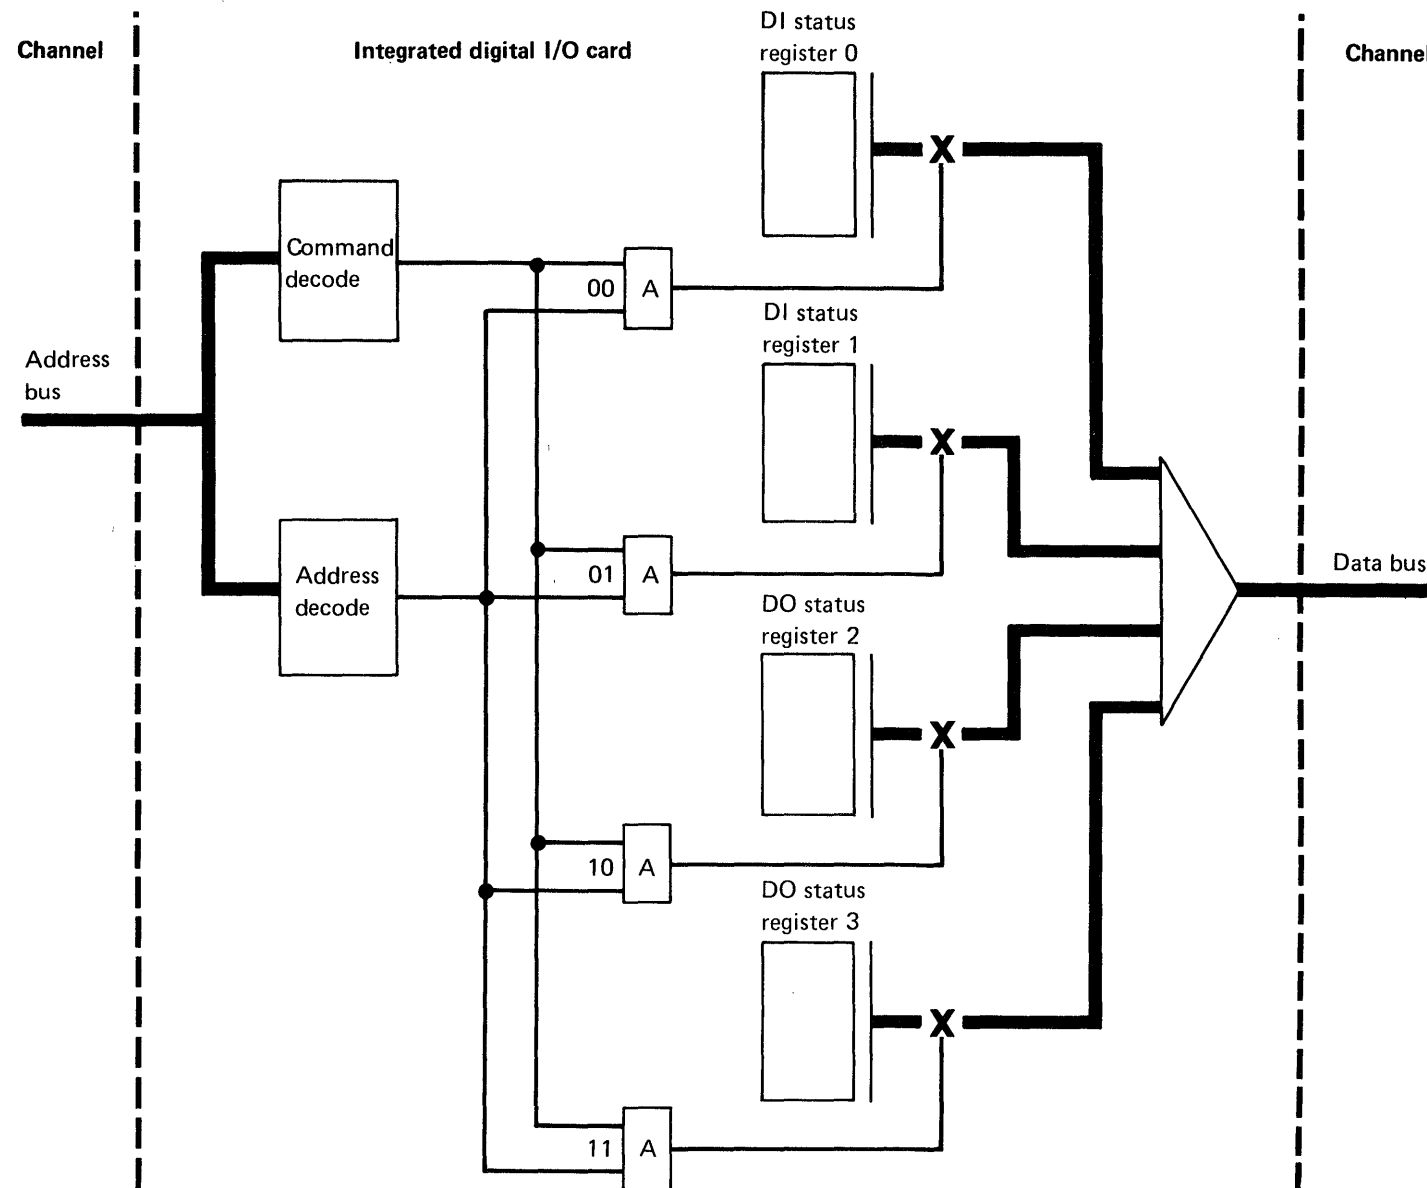 Channel
Integrated digital I/O card
DI status
register 0
Channel
X
Command
decode
00
A
DI status
register 1
Address
bus
X
Address
decode
01
A
Data bus
DO status
register 2
X
10
A
DO status
register 3
X
11
A